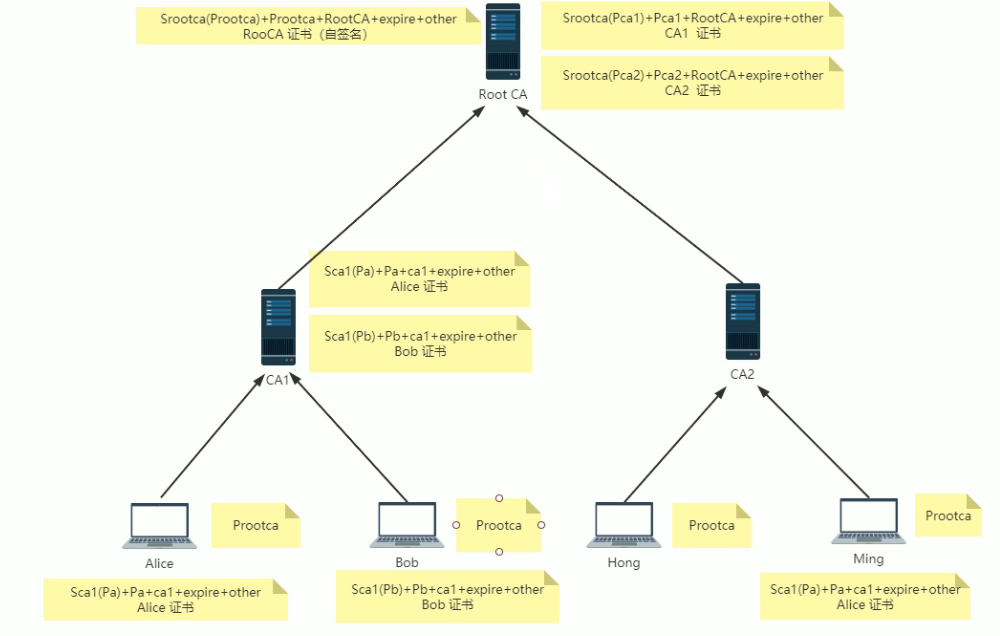 Srootca(Prootca)+Prootca+RootCA+expire+other
RooCA 证书（自签名）
Srootca(Pca1)+Pca1+RootCA+expire+other
CA1 证书
Srootca(Pca2)+Pca2+RootCA+expire+other
CA2 证书
Root CA
Sca1(Pa)+Pa+ca1+expire+other
Alice 证书
Sca1(Pb)+Pb+ca1+expire+other
Bob 证书
CA1
CA2
Prootca
Prootca
Prootca
Prootca
Alice
Bob
Hong
Ming
Sca1(Pa)+Pa+ca1+expire+other
Alice 证书
Sca1(Pb)+Pb+ca1+expire+other
Bob 证书
Sca1(Pa)+Pa+ca1+expire+other
Alice 证书